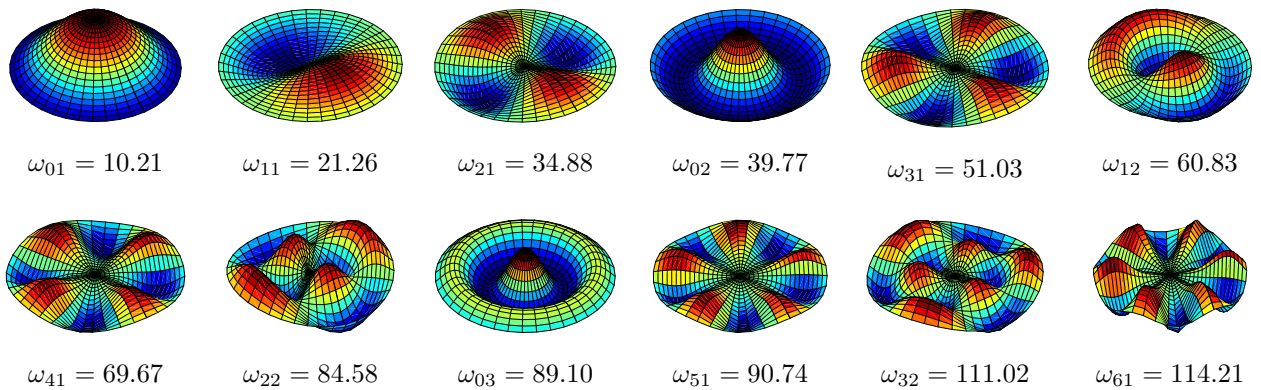 ω₀₁ = 10.21 ω₁₁ = 21.26 ω₂₁ = 34.88 ω₀₂ = 39.77 ω₃₁ = 51.03 ω₁₂ = 60.83
ω₄₁ = 69.67 ω₂₂ = 84.58 ω₀₃ = 89.10 ω₅₁ = 90.74 ω₃₂ = 111.02 ω₆₁ = 114.21